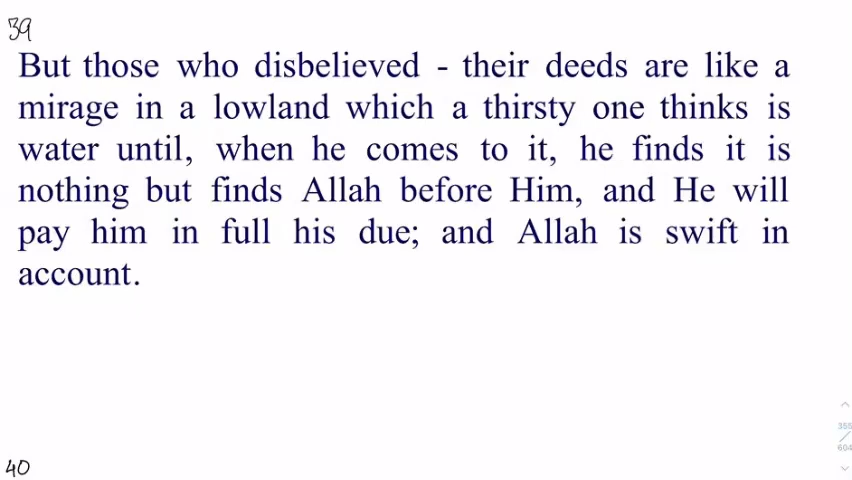 39
But those who disbelieved - their deeds are like a
mirage in a lowland which a thirsty one thinks is
water until, when he comes to it, he finds it is
nothing but finds Allah before Him, and He will
pay him in full his due; and Allah is swift in
account.
355
/
604
40